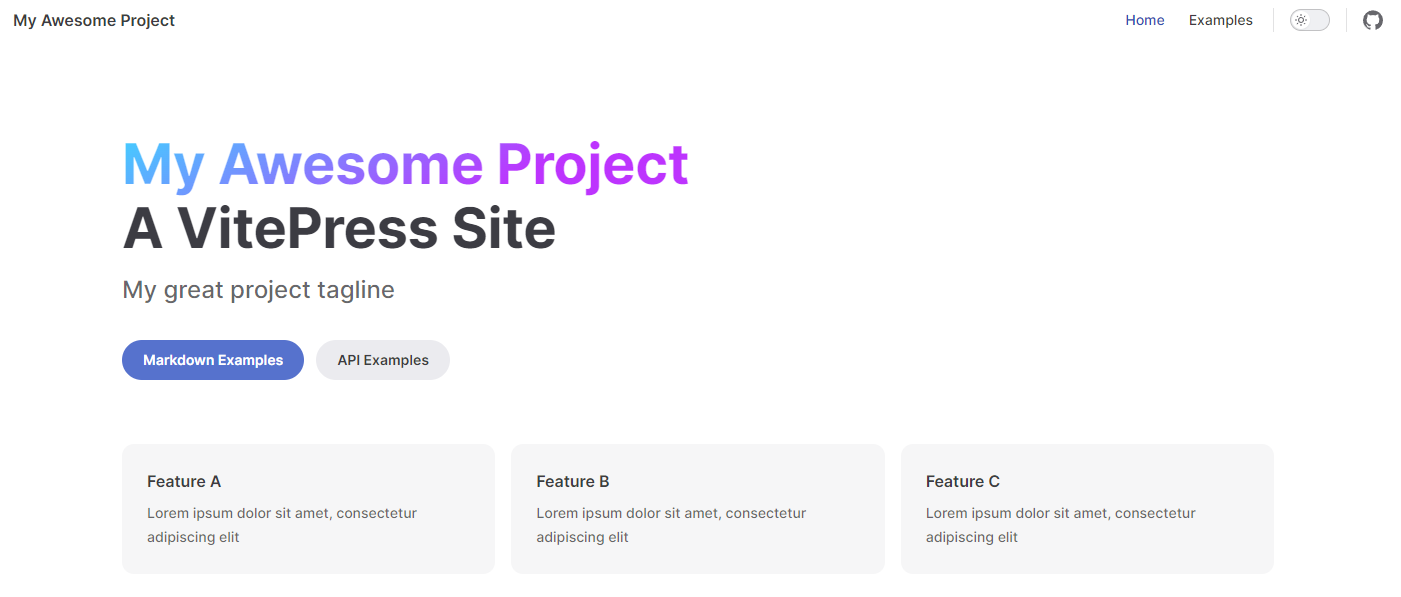 My Awesome Project
Home
Examples
My Awesome Project
A VitePress Site
My great project tagline
Markdown Examples
API Examples
Feature A
Lorem ipsum dolor sit amet, consectetur
adipiscing elit
Feature B
Lorem ipsum dolor sit amet, consectetur
adipiscing elit
Feature C
Lorem ipsum dolor sit amet, consectetur
adipiscing elit